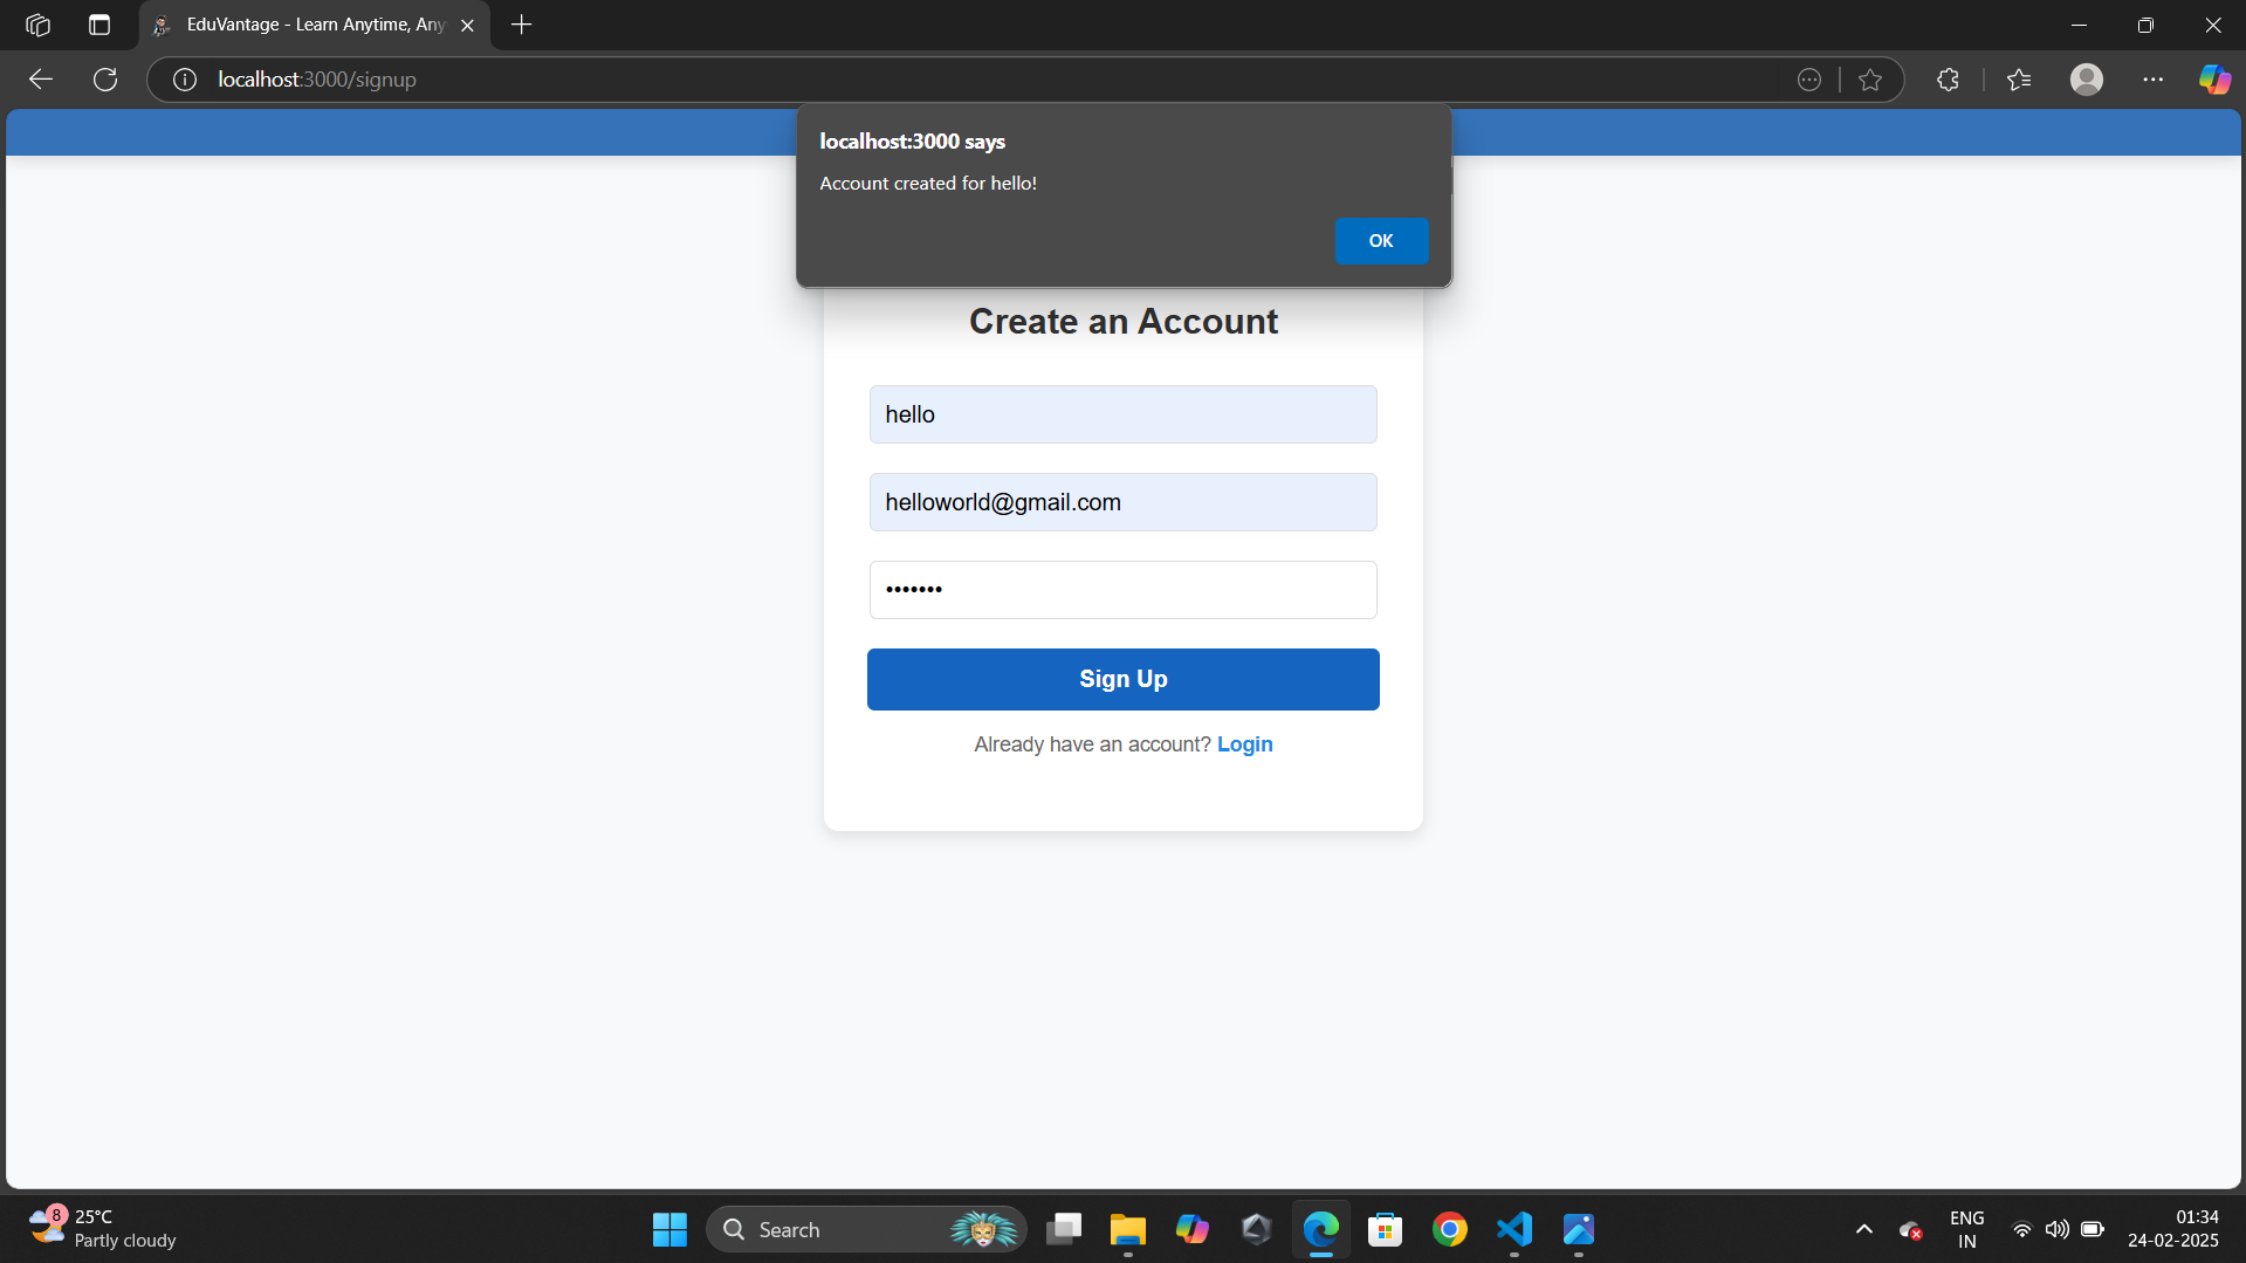 EduVantage - Learn Anytime, Any
localhost:3000/signup
localhost:3000 says
Account created for hello!
OK
Create an Account
hello
helloworld@gmail.com
•••••••
Sign Up
Already have an account? Login
8
25°C
Partly cloudy
Search
ENG
IN
01:34
24-02-2025